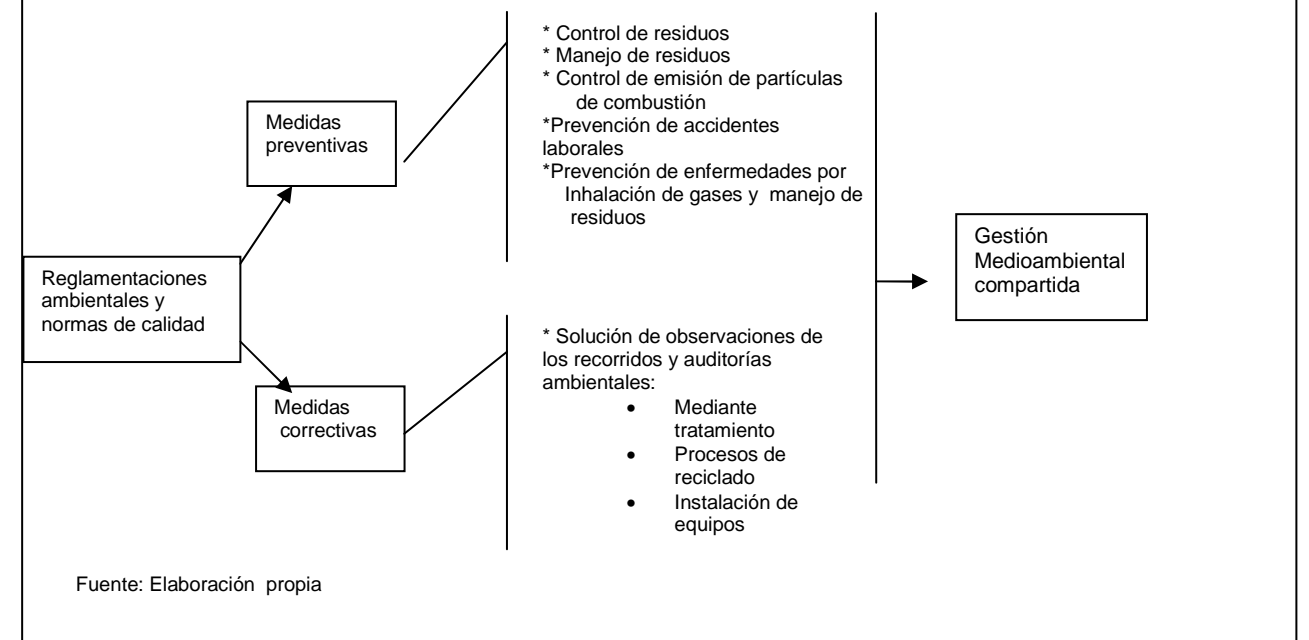 * Control de residuos
* Manejo de residuos
* Control de emisión de partículas
de combustión
*Prevención de accidentes
laborales
*Prevención de enfermedades por
Inhalación de gases y manejo de
residuos
Medidas
preventivas
Gestión
Medioambiental
compartida
Reglamentaciones
ambientales y
normas de calidad
* Solución de observaciones de
los recorridos y auditorías
ambientales:
• Mediante
tratamiento
• Procesos de
reciclado
• Instalación de
equipos
Medidas
correctivas
Fuente: Elaboración propia